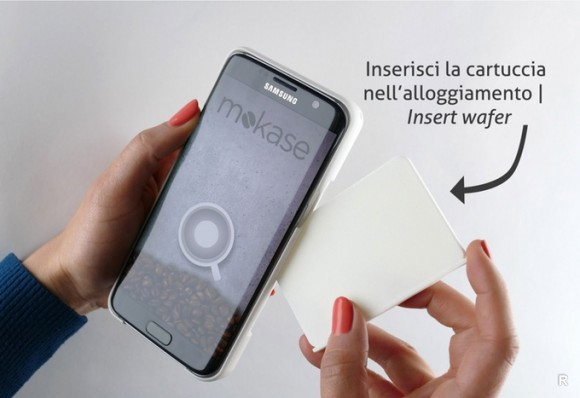 Inserisci la cartuccia
nell'alloggiamento |
Insert wafer
SAMSUNG
mokase
R